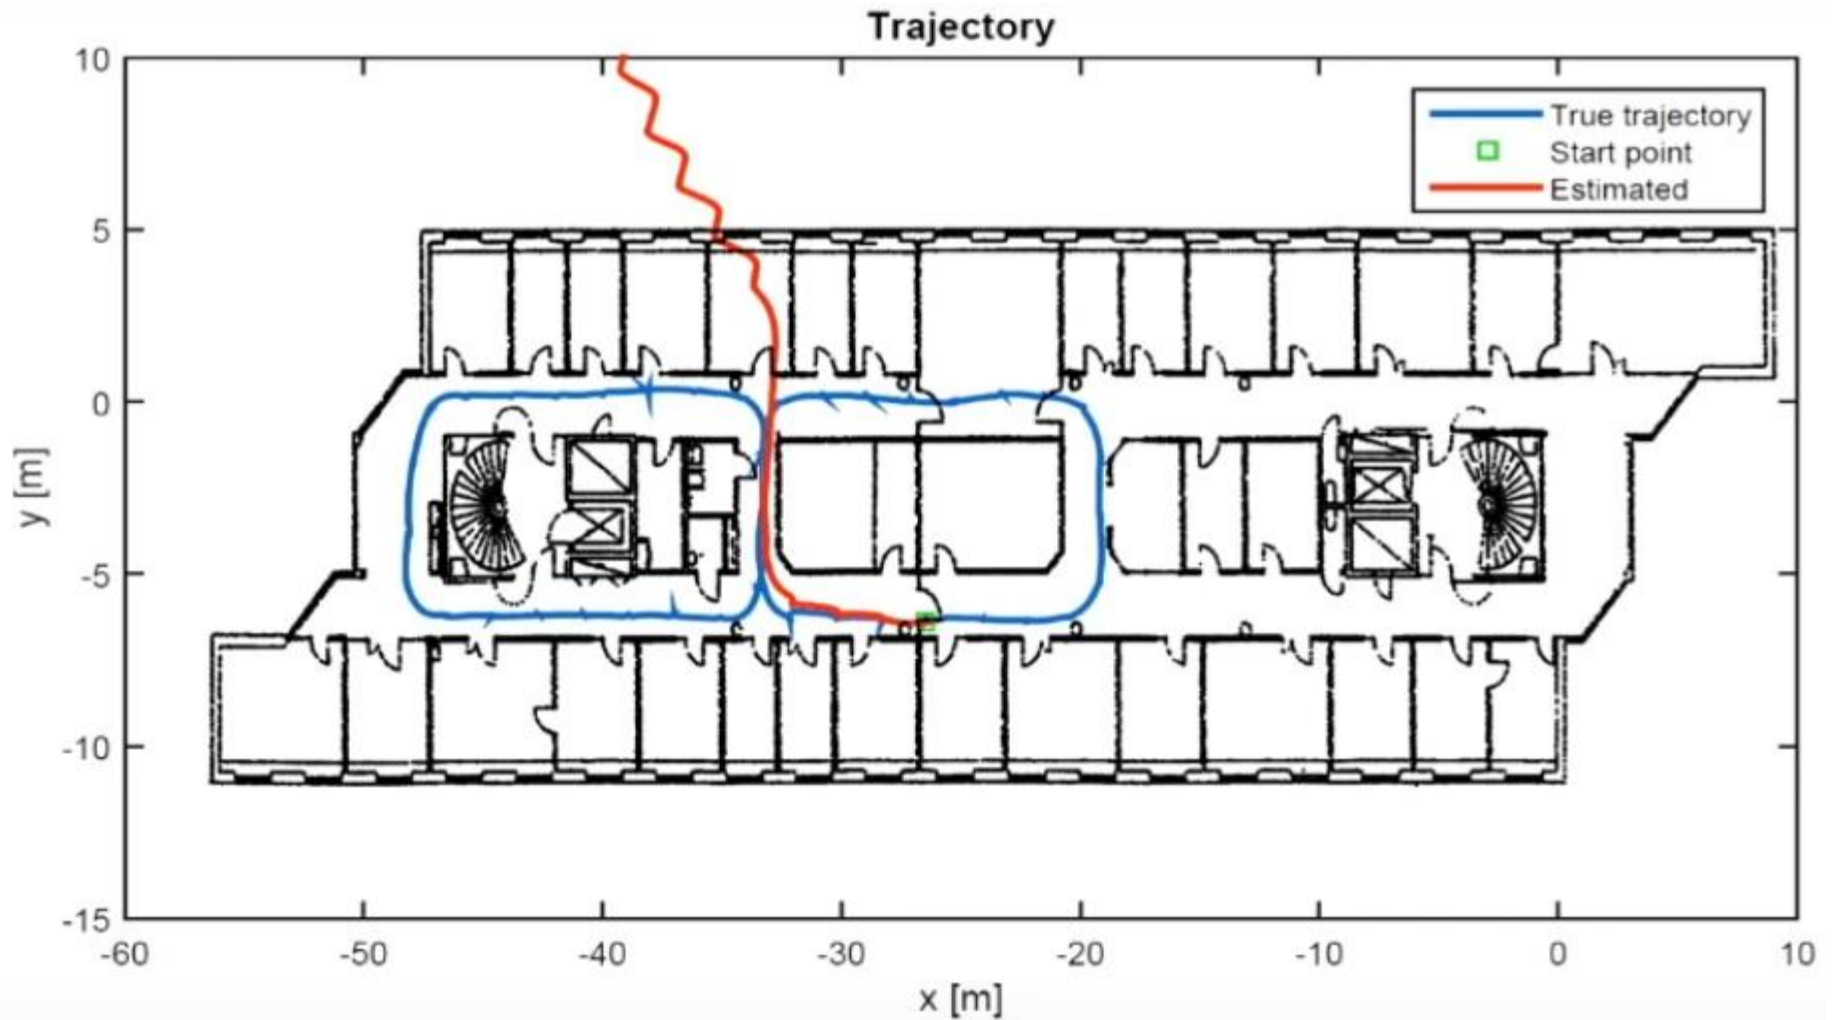 Trajectory
10
5
0
-5
-10
-15
y [m]
True trajectory
Start point
Estimated
-60 -50 -40 -30 -20 -10 0 10
x [m]